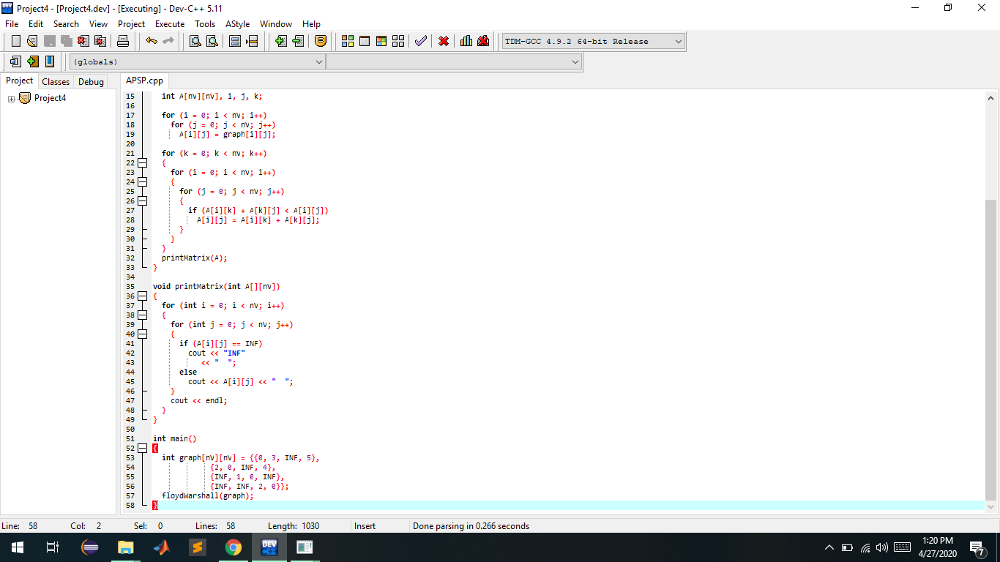 Project4 - [Project4.dev] - [Executing] - Dev-C++ 5.11
File Edit Search View Project Execute Tools AStyle Window Help
TDM-GCC 4.9.2 64-bit Release
(globals)
Project Classes Debug
APSP.cpp
Project4
15 int A[nV][nV], i, j, k;
16
17 for (i = 0; i < nV; i++)
18 for (j = 0; j < nV; j++)
19 A[i][j] = graph[i][j];
20
21 for (k = 0; k < nV; k++)
22 {
23 for (i = 0; i < nV; i++)
24 {
25 for (j = 0; j < nV; j++)
26 {
27 if (A[i][k] + A[k][j] < A[i][j])
28 A[i][j] = A[i][k] + A[k][j];
29 }
30 }
31 }
32 printMatrix(A);
33 }
34
35 void printMatrix(int A[][nV])
36 {
37 for (int i = 0; i < nV; i++)
38 {
39 for (int j = 0; j < nV; j++)
40 {
41 if (A[i][j] == INF)
42 cout << "INF"
43 << "  ";
44 else
45 cout << A[i][j] << "  ";
46 }
47 cout << endl;
48 }
49 }
50
51 int main()
52 {
53 int graph[nV][nV] = {{0, 3, INF, 5},
54 {2, 0, INF, 4},
55 {INF, 1, 0, INF},
56 {INF, INF, 2, 0}};
57 floydWarshall(graph);
58 }
Line: 58 Col: 2 Sel: 0 Lines: 58 Length: 1030 Insert Done parsing in 0.266 seconds
DEV
1:20 PM
4/27/2020
7